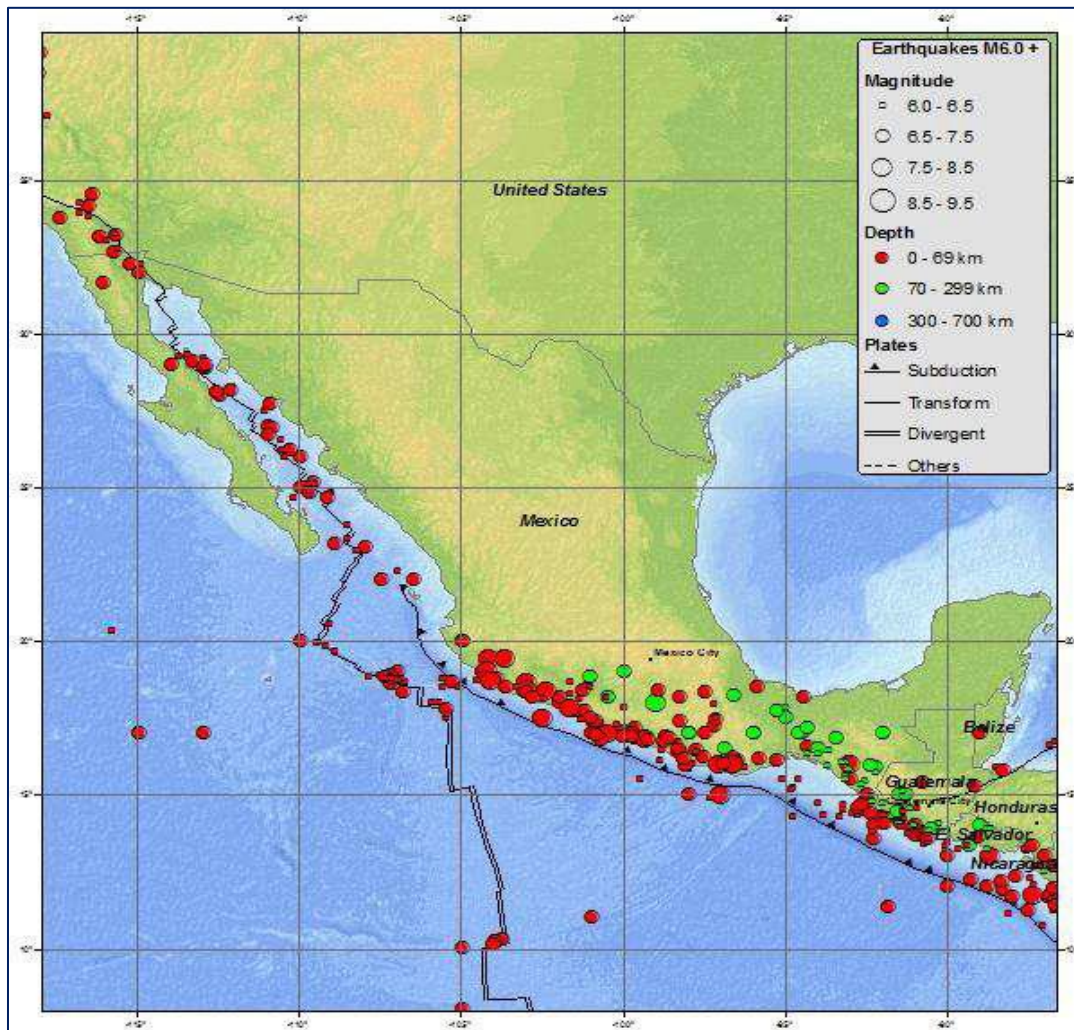 Earthquakes M6.0 +
Magnitude
6.0 - 6.5
6.5 - 7.5
7.5 - 8.5
8.5 - 9.5
Depth
0 - 69 km
70 - 299 km
300 - 700 km
Plates
Subduction
Transform
Divergent
Others
United States
Mexico
Mexico City
Belize
Guatemala
Honduras
El Salvador
Nicaragua